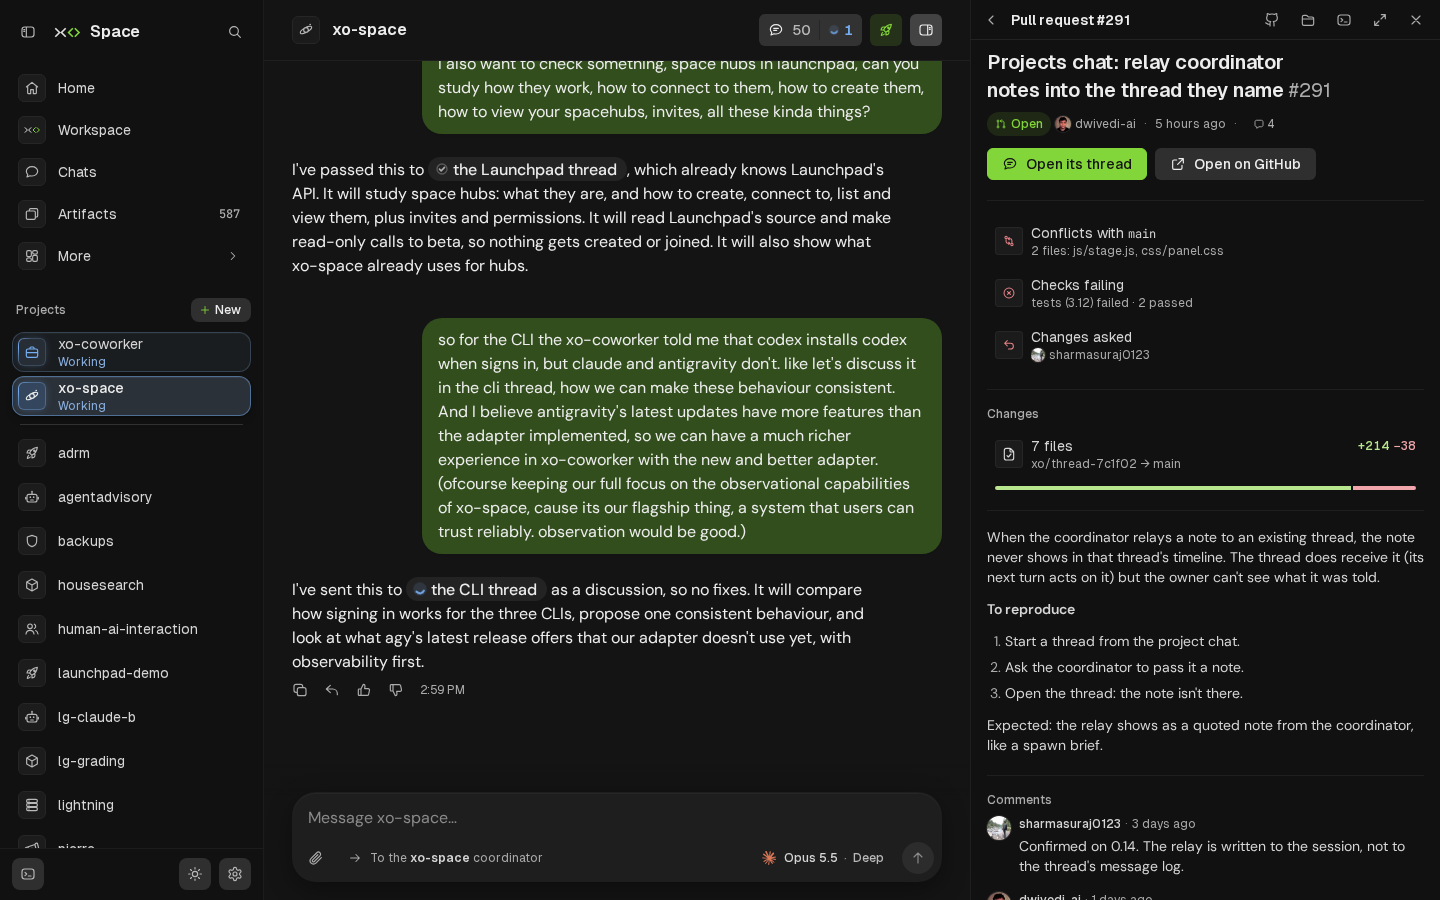 Space
Home
Workspace
Chats
Artifacts 587
More
Projects
+ New
xo-coworker
Working
xo-space
Working
adrm
agentadvisory
backups
housesearch
human-ai-interaction
launchpad-demo
lg-claude-b
lg-grading
lightning
xo-space
50
1
I also want to check something, space hubs in launchpad, can you
study how they work, how to connect to them, how to create them,
how to view your spacehubs, invites, all these kinda things?
I've passed this to the Launchpad thread , which already knows Launchpad's
API. It will study space hubs: what they are, and how to create, connect to, list and
view them, plus invites and permissions. It will read Launchpad's source and make
read-only calls to beta, so nothing gets created or joined. It will also show what
xo-space already uses for hubs.
so for the CLI the xo-coworker told me that codex installs codex
when signs in, but claude and antigravity don't. like let's discuss it
in the cli thread, how we can make these behaviour consistent.
And I believe antigravity's latest updates have more features than
the adapter implemented, so we can have a much richer
experience in xo-coworker with the new and better adapter.
(ofcourse keeping our full focus on the observational capabilities
of xo-space, cause its our flagship thing, a system that users can
trust reliably. observation would be good.)
I've sent this to the CLI thread as a discussion, so no fixes. It will compare
how signing in works for the three CLIs, propose one consistent behaviour, and
look at what agy's latest release offers that our adapter doesn't use yet, with
observability first.
2:59 PM
Message xo-space...
→ To the xo-space coordinator
Opus 5.5 · Deep
Pull request #291
Projects chat: relay coordinator
notes into the thread they name #291
Open dwivedi-ai · 5 hours ago · 4
Open its thread
Open on GitHub
Conflicts with main
2 files: js/stage.js, css/panel.css
Checks failing
tests (3.12) failed · 2 passed
Changes asked
sharmasuraj0123
Changes
7 files +214 −38
xo/thread-7c1f02 → main
When the coordinator relays a note to an existing thread, the note
never shows in that thread's timeline. The thread does receive it (its
next turn acts on it) but the owner can't see what it was told.
To reproduce
1. Start a thread from the project chat.
2. Ask the coordinator to pass it a note.
3. Open the thread: the note isn't there.
Expected: the relay shows as a quoted note from the coordinator,
like a spawn brief.
Comments
sharmasuraj0123 · 3 days ago
Confirmed on 0.14. The relay is written to the session, not to
the thread's message log.
dwivedi-ai · 1 days ago